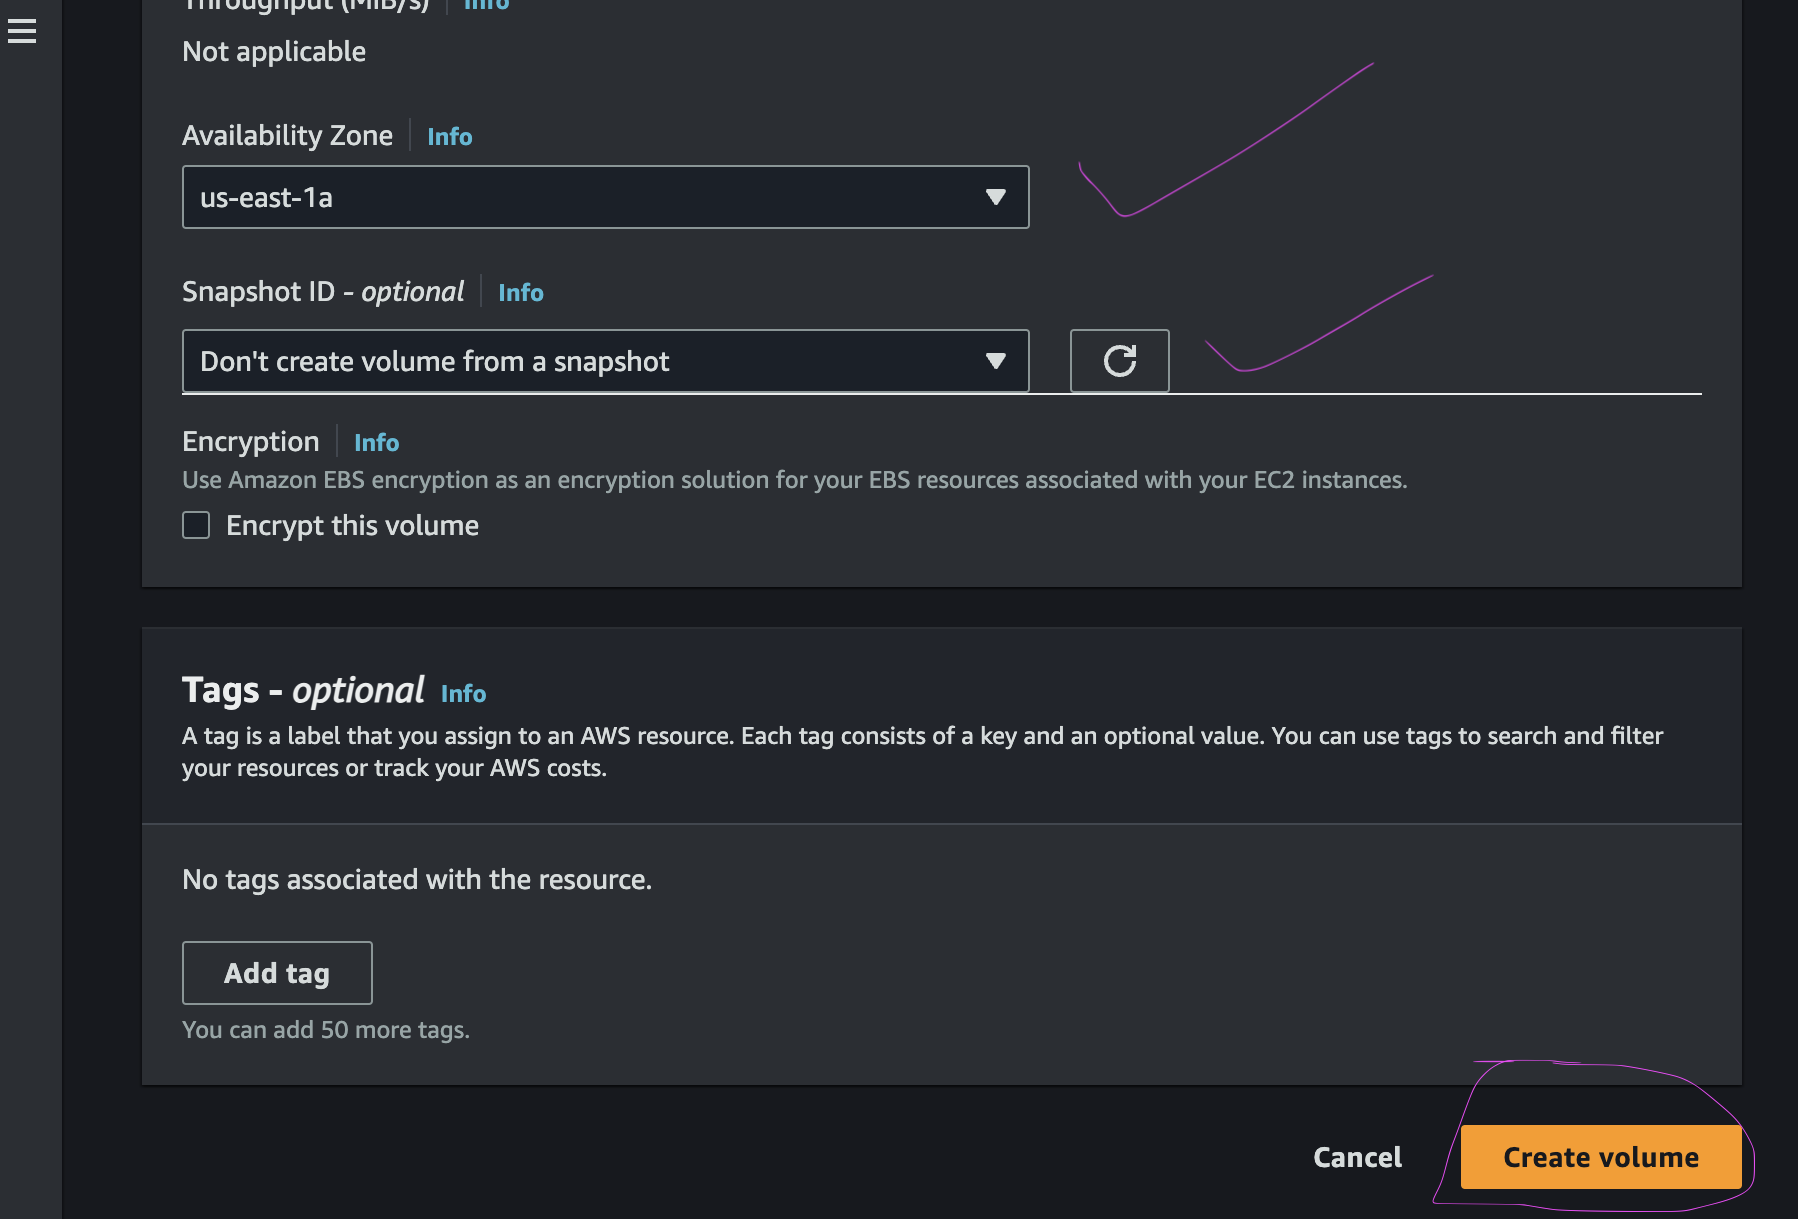 Throughput (MiB/s) Info
Not applicable
Availability Zone Info
us-east-1a
Snapshot ID - optional Info
Don't create volume from a snapshot
Encryption Info
Use Amazon EBS encryption as an encryption solution for your EBS resources associated with your EC2 instances.
Encrypt this volume
Tags - optional Info
A tag is a label that you assign to an AWS resource. Each tag consists of a key and an optional value. You can use tags to search and filter
your resources or track your AWS costs.
No tags associated with the resource.
Add tag
You can add 50 more tags.
Cancel Create volume